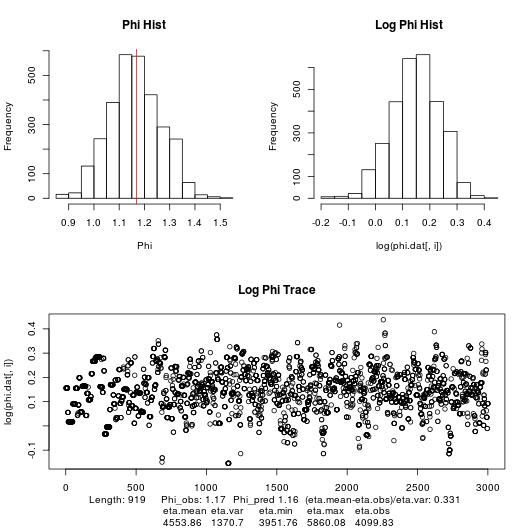 Phi Hist
Log Phi Hist
Frequency
0 100 300 500
0.9 1.0 1.1 1.2 1.3 1.4 1.5
Phi
Frequency
0 100 300 500
-0.2 0.0 0.1 0.2 0.3 0.4
log(phi.dat[, i])
Log Phi Trace
log(phi.dat[, i])
-0.1 0.1 0.2 0.3 0.4
0 500 1000 1500 2000 2500 3000
Length: 919 Phi_obs: 1.17 Phi_pred 1.16 (eta.mean-eta.obs)/eta.var: 0.331
eta.mean eta.var eta.min eta.max eta.obs
4553.86 1370.7 3951.76 5860.08 4099.83